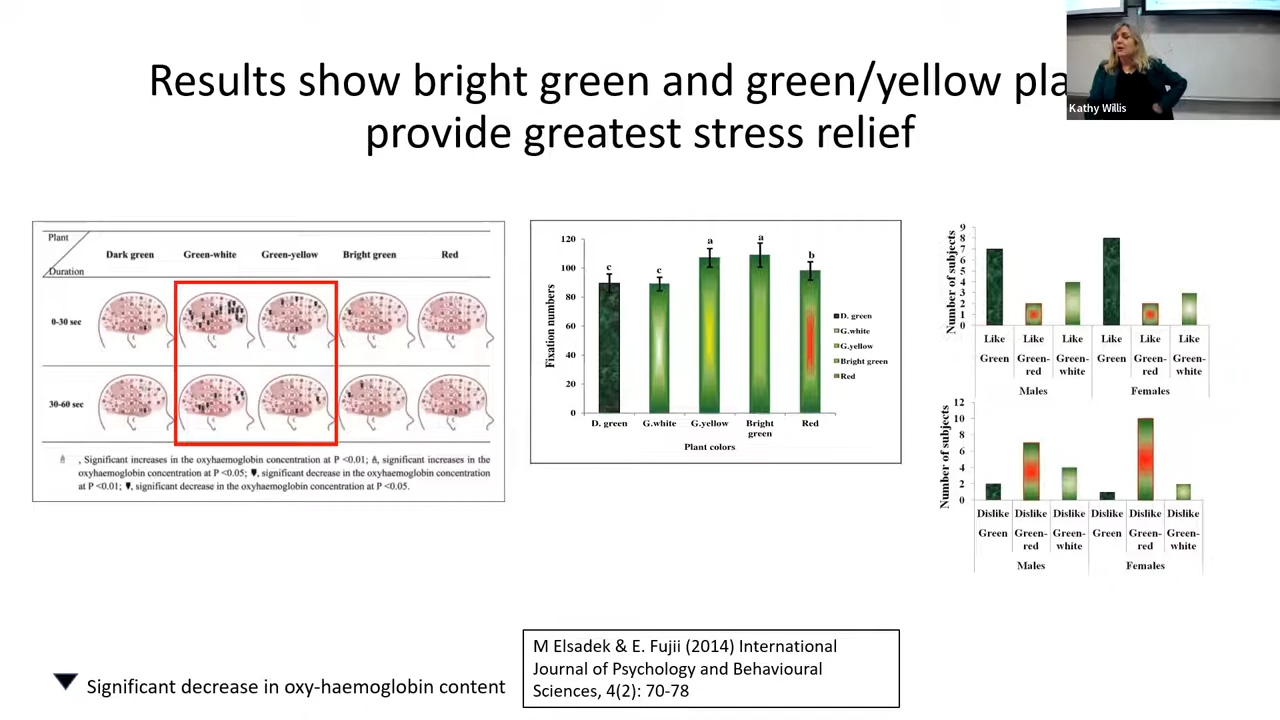 Results show bright green and green/yellow pla
provide greatest stress relief
Kathy Willis
Plant
Duration
Dark green
Green-white
Green-yellow
Bright green
Red
0-30 sec
30-60 sec
, Significant increases in the oxyhaemoglobin concentration at P <0.01; , significant increases in the
oxyhaemoglobin concentration at P <0.05; , significant decrease in the oxyhaemoglobin concentration
at P <0.01; , significant decrease in the oxyhaemoglobin concentration at P <0.05.
Fixation numbers
120
100
80
60
40
20
0
c
c
a
a
b
D. green
G.white
G.yellow
Bright green
Red
D. green
G.white
G.yellow
Bright
green
Red
Plant colors
Number of subjects
9
8
7
6
5
4
3
2
1
0
Like Like Like Like Like Like
Green Green-red Green-white Green Green-red Green-white
Males Females
Number of subjects
12
10
8
6
4
2
0
Dislike Dislike Dislike Dislike Dislike Dislike
Green Green-red Green-white Green Green-red Green-white
Males Females
M Elsadek & E. Fujii (2014) International
Journal of Psychology and Behavioural
Sciences, 4(2): 70-78
Significant decrease in oxy-haemoglobin content